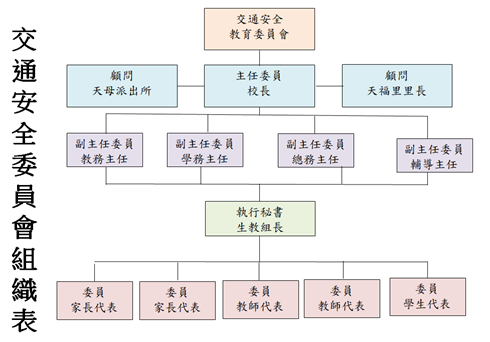 交通安全委員會組織表
交通安全
教育委員會
顧問
天母派出所
主任委員
校長
顧問
天福里里長
副主任委員
教務主任
副主任委員
學務主任
副主任委員
總務主任
副主任委員
輔導主任
執行秘書
生教組長
委員
家長代表
委員
家長代表
委員
教師代表
委員
教師代表
委員
學生代表